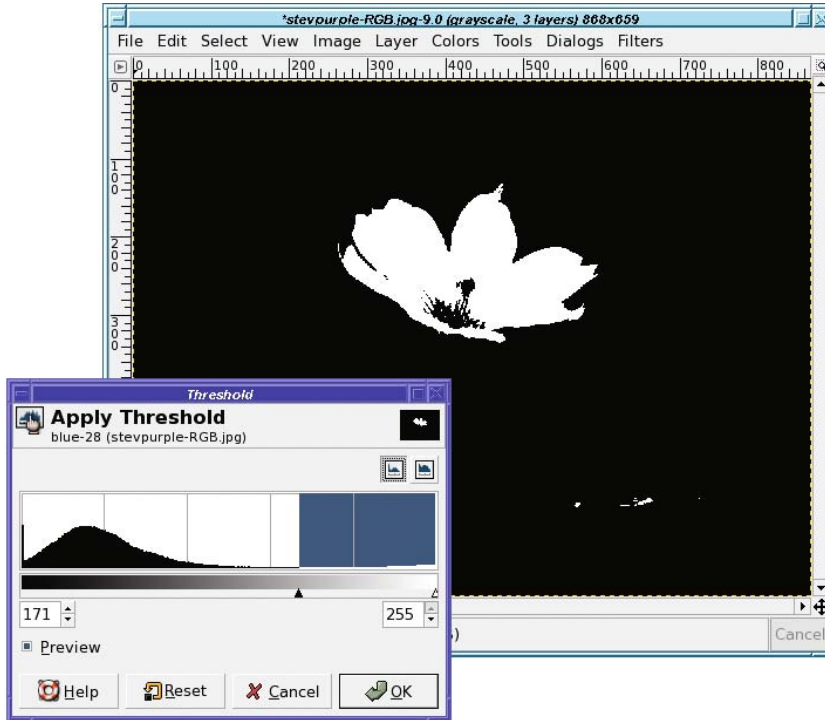 *stevpurple-RGB.jpg-9.0 (grayscale, 3 layers) 868x659
File Edit Select View Image Layer Colors Tools Dialogs Filters
0 100 200 300 400 500 600 700 800
0
100
200
300
Threshold
Apply Threshold
blue-28 (stevpurple-RGB.jpg)
171 255
Preview
Help Reset Cancel OK
)
Cancel